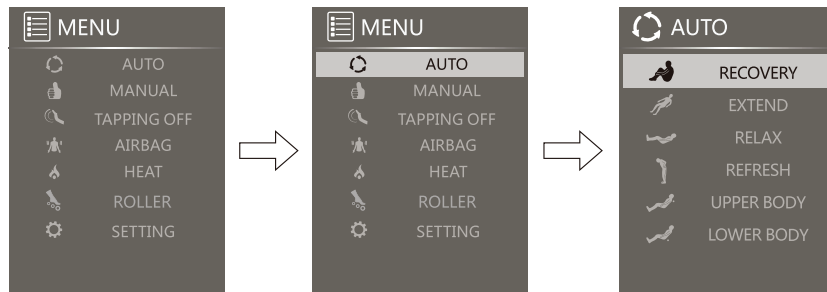 MENU
AUTO
MANUAL
TAPPING OFF
AIRBAG
HEAT
ROLLER
SETTING
MENU
AUTO
MANUAL
TAPPING OFF
AIRBAG
HEAT
ROLLER
SETTING
AUTO
RECOVERY
EXTEND
RELAX
REFRESH
UPPER BODY
LOWER BODY